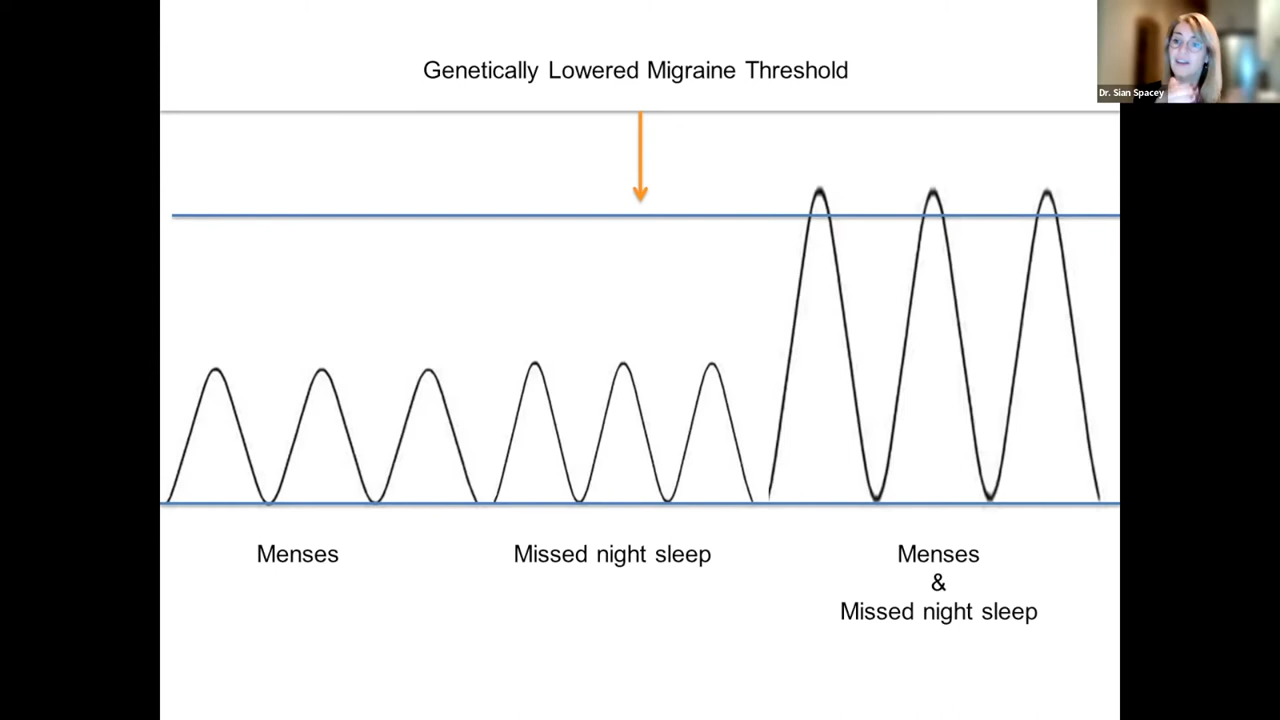 Genetically Lowered Migraine Threshold
Dr. Sian Spacey
Menses
Missed night sleep
Menses
&
Missed night sleep